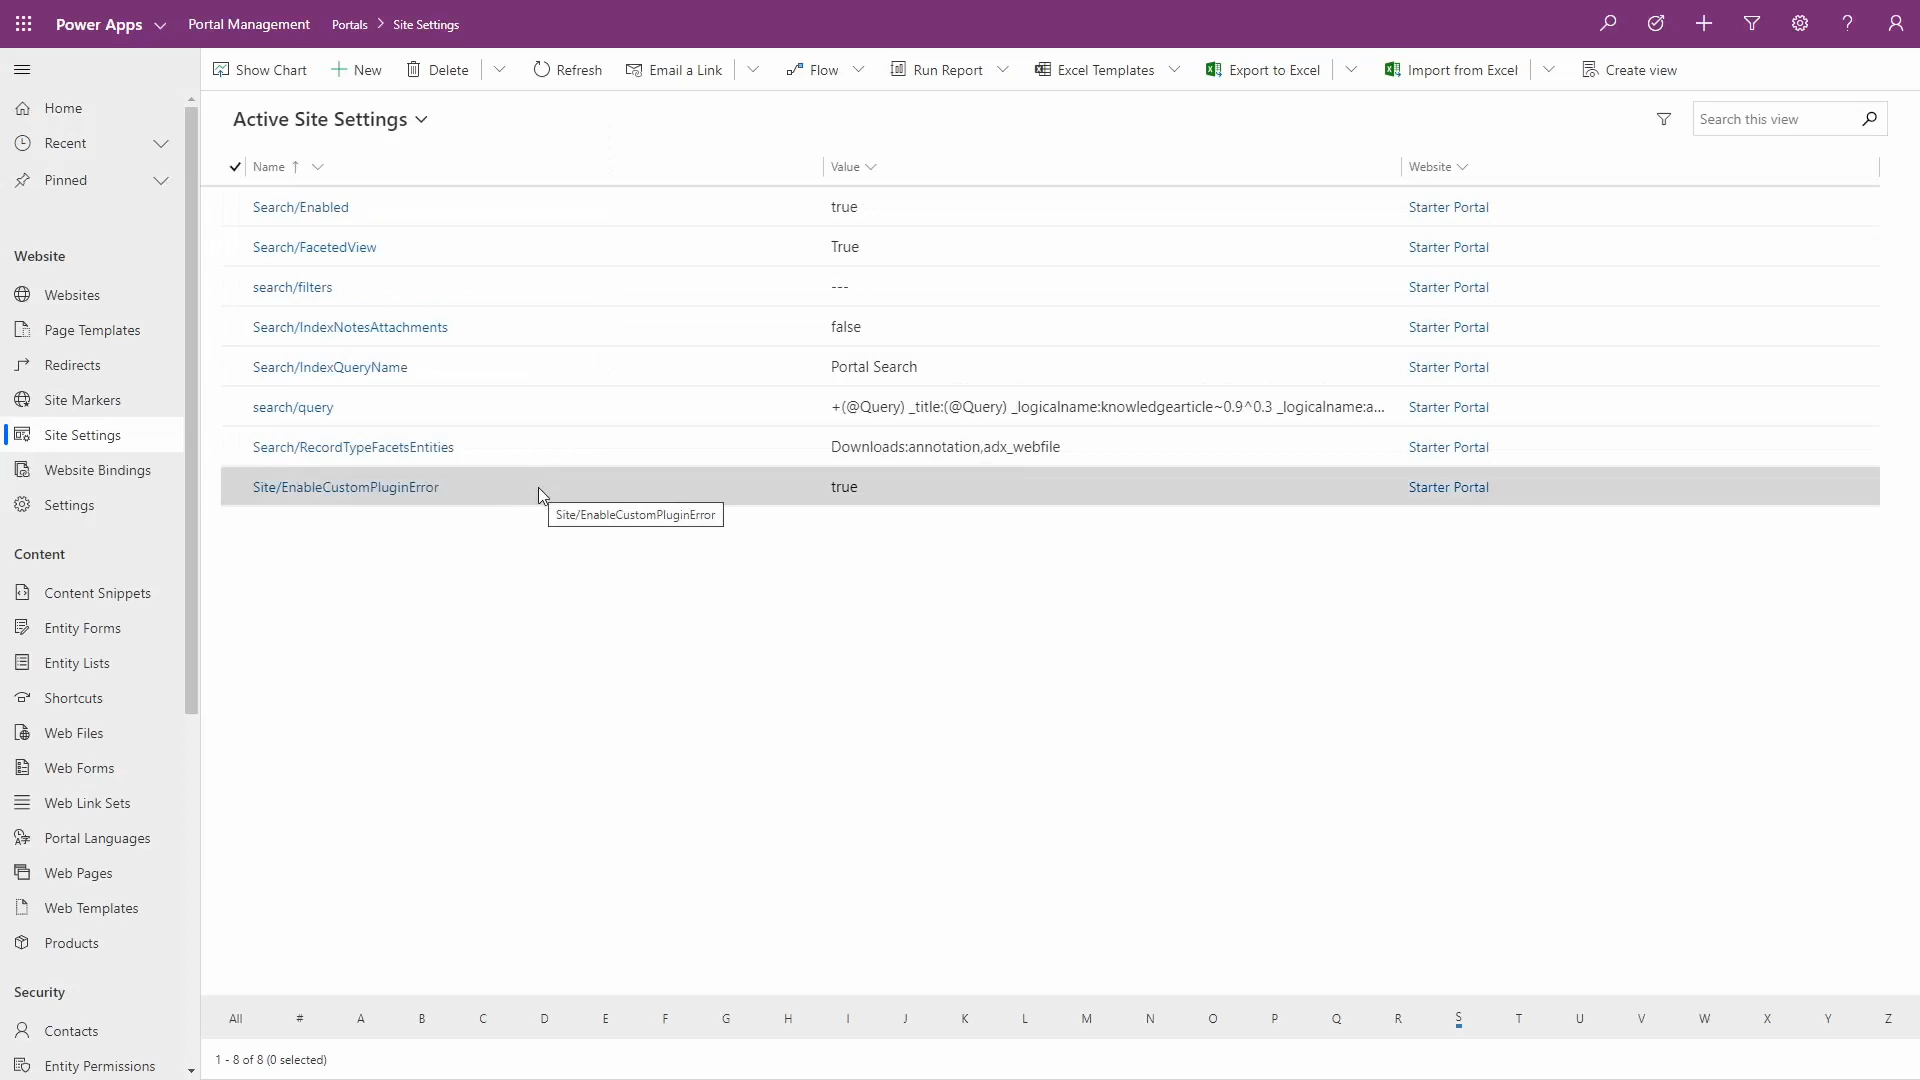 Power Apps
Portal Management
Portals
Site Settings
Show Chart
New
Delete
Refresh
Email a Link
Flow
Run Report
Excel Templates
Export to Excel
Import from Excel
Create view
Home
Recent
Pinned
Website
Websites
Page Templates
Redirects
Site Markers
Site Settings
Website Bindings
Settings
Content
Content Snippets
Entity Forms
Entity Lists
Shortcuts
Web Files
Web Forms
Web Link Sets
Portal Languages
Web Pages
Web Templates
Products
Security
Contacts
Entity Permissions
Active Site Settings
Search this view
Name ↑ Value Website
Search/Enabled true Starter Portal
Search/FacetedView True Starter Portal
search/filters --- Starter Portal
Search/IndexNotesAttachments false Starter Portal
Search/IndexQueryName Portal Search Starter Portal
search/query +(@Query) _title:(@Query) _logicalname:knowledgearticle~0.9^0.3 _logicalname:a... Starter Portal
Search/RecordTypeFacetsEntities Downloads:annotation,adx_webfile Starter Portal
Site/EnableCustomPluginError true Starter Portal
Site/EnableCustomPluginError
All # A B C D E F G H I J K L M N O P Q R S T U V W X Y Z
1 - 8 of 8 (0 selected)